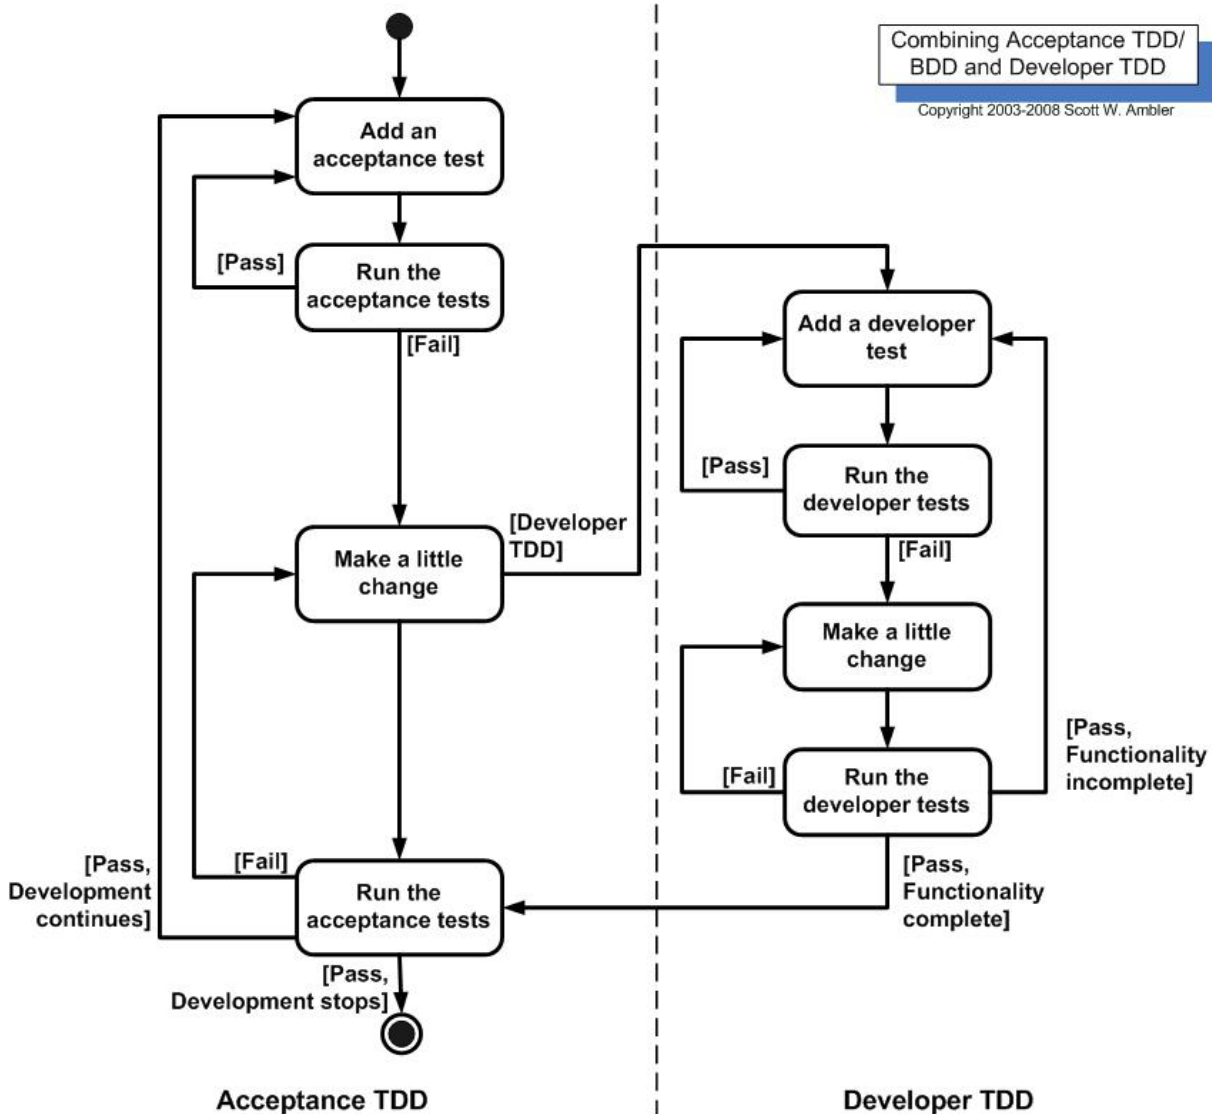 Combining Acceptance TDD/
BDD and Developer TDD
Copyright 2003-2008 Scott W. Ambler
Add an
acceptance test
[Pass]
Run the
acceptance tests
[Fail]
Make a little
change
[Developer
TDD]
[Fail]
Run the
acceptance tests
[Pass,
Development
continues]
[Pass,
Development stops]
Acceptance TDD
Add a developer
test
[Pass]
Run the
developer tests
[Fail]
Make a little
change
[Fail]
Run the
developer tests
[Pass,
Functionality
incomplete]
[Pass,
Functionality
complete]
Developer TDD